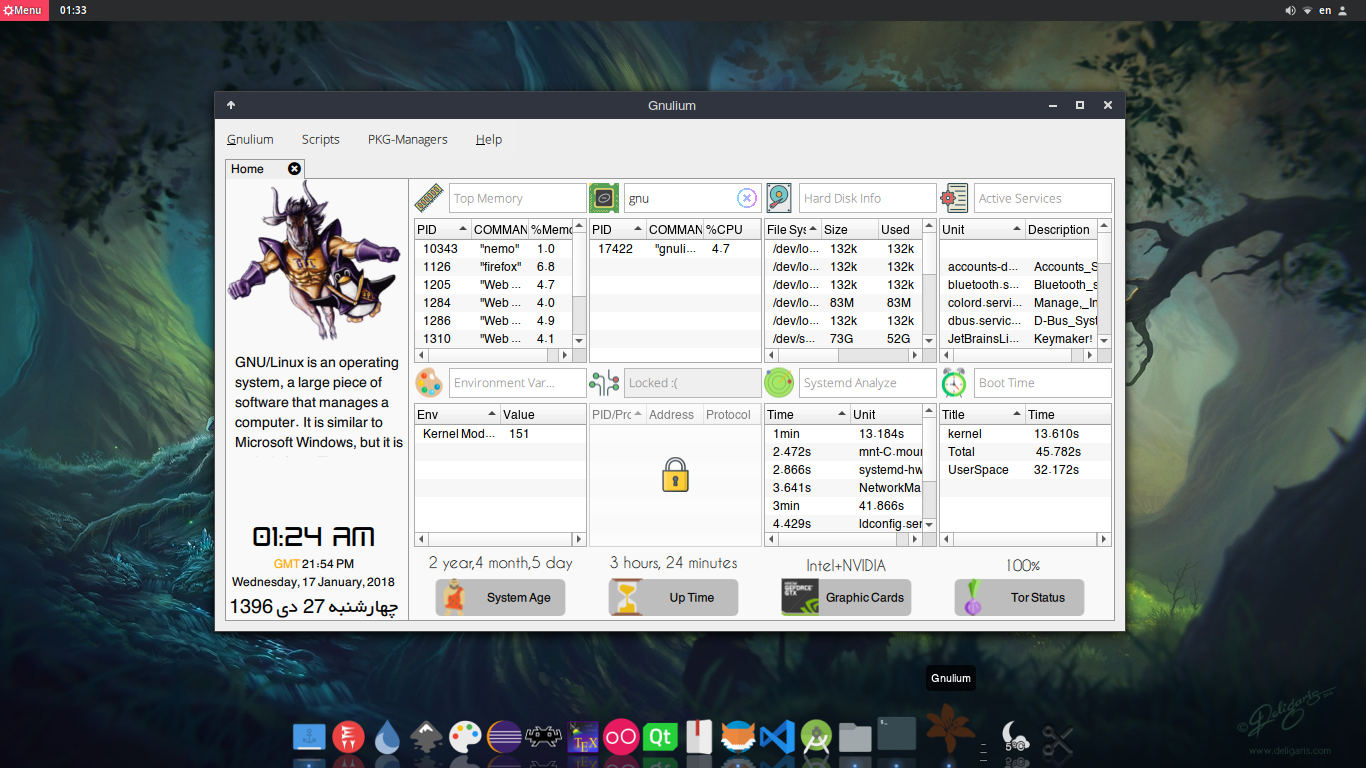 Menu
01:33
en
Gnulium
Gnulium
Scripts
PKG-Managers
Help
Home
GNU/Linux is an operating
system, a large piece of
software that manages a
computer. It is similar to
Microsoft Windows, but it is
01:24 AM
GMT 21:54 PM
Wednesday, 17 January, 2018
چهارشنبه 27 دی 1396
Top Memory
PID COMMAN %Memo
10343 "nemo" 1.0
1126 "firefox" 6.8
1205 "Web ... 4.7
1284 "Web ... 4.0
1286 "Web ... 4.9
1310 "Web ... 4.1
gnu
PID COMMAN %CPU
17422 "gnuli... 4.7
Hard Disk Info
File Sys Size Used
/dev/lo... 132k 132k
/dev/lo... 132k 132k
/dev/lo... 132k 132k
/dev/lo... 83M 83M
/dev/lo... 132k 132k
/dev/s... 73G 52G
Active Services
Unit Description
accounts-d... Accounts_S
bluetooth.s... Bluetooth_s
colord.servi... Manage,_In
dbus.servic... D-Bus_Syst
JetBrainsLi... Keymaker!
Environment Var...
Env Value
Kernel Mod... 151
Locked :(
PID/Pro Address Protocol
Systemd Analyze
Time Unit
1min 13.184s
2.472s mnt-C.moun
2.866s systemd-hw
3.641s NetworkMa
3min 41.866s
4.429s ldconfig.ser
Boot Time
Title Time
kernel 13.610s
Total 45.782s
UserSpace 32.172s
2 year,4 month,5 day
System Age
3 hours, 24 minutes
Up Time
Intel+NVIDIA
GEFORCE
GTX
Graphic Cards
100%
Tor Status
Gnulium
TEX
Qt
5°
©Deligaris
www.deligaris.com